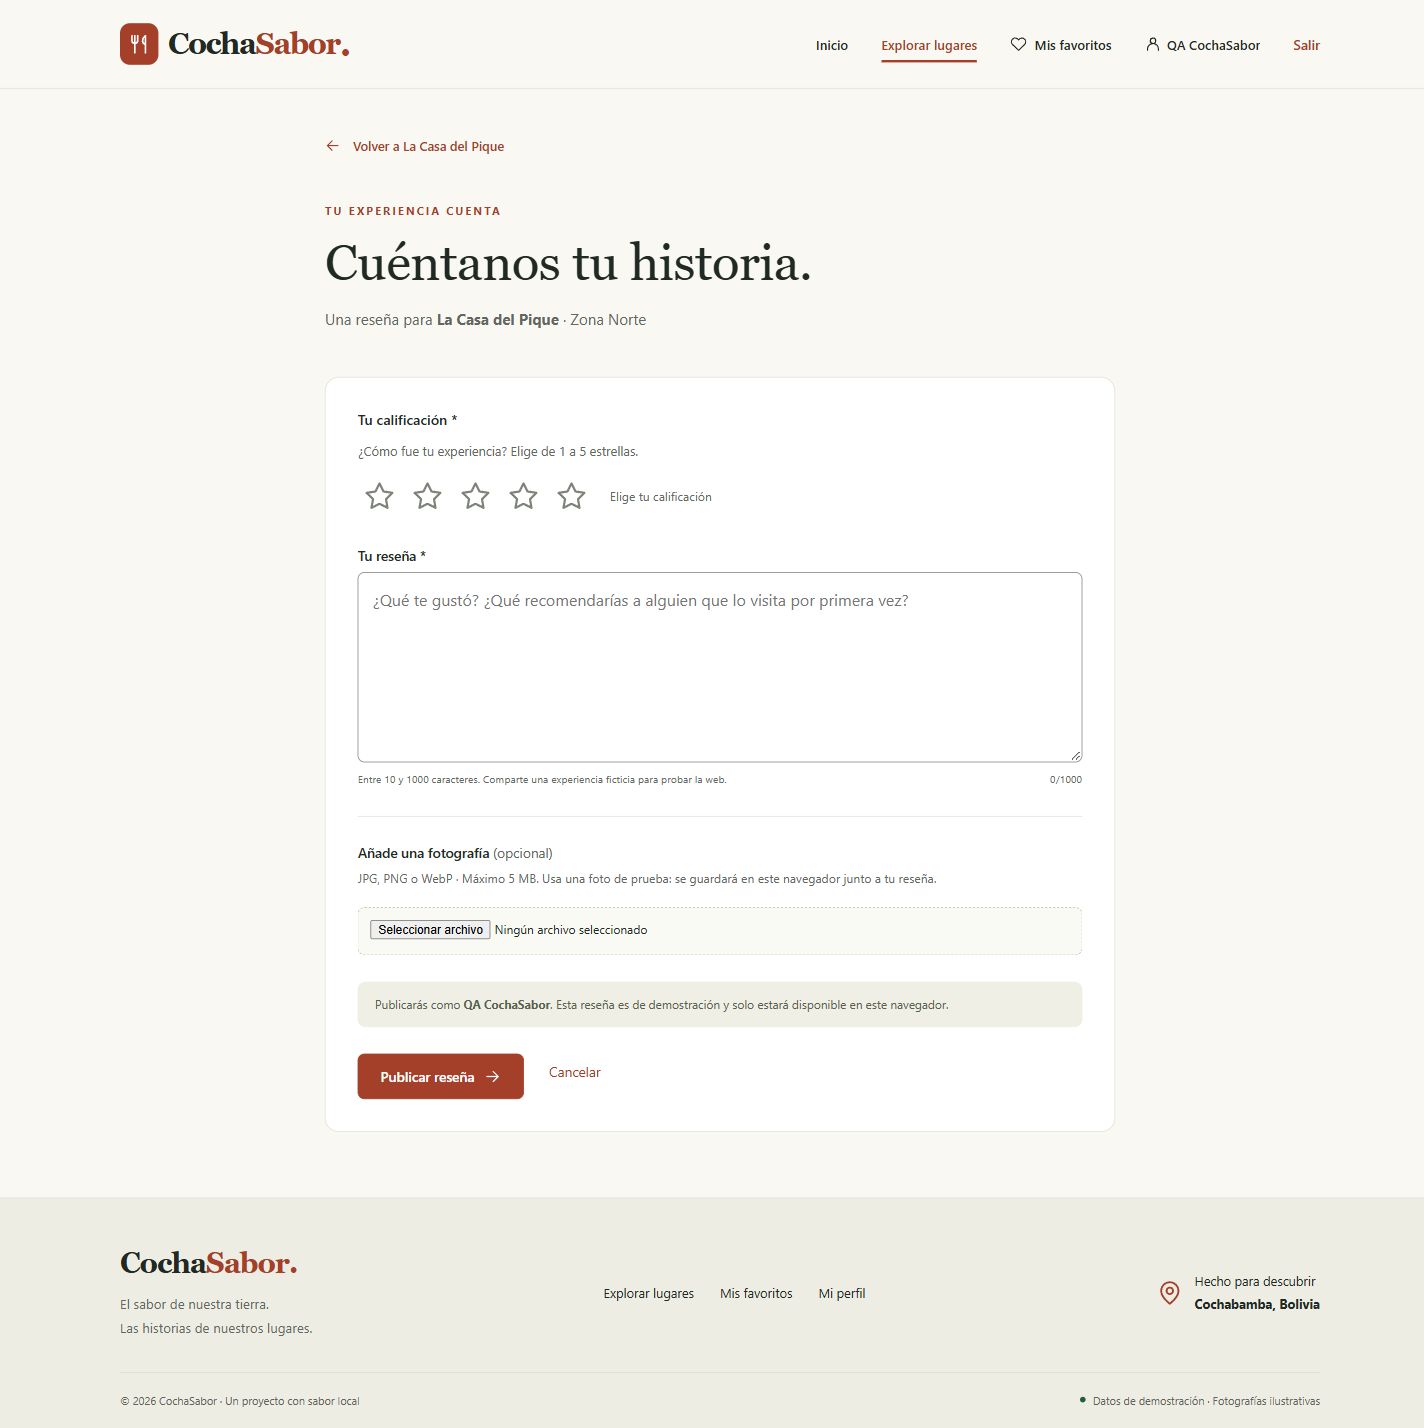 CochaSabor.
Inicio
Explorar lugares
Mis favoritos
QA CochaSabor
Salir
← Volver a La Casa del Pique
TU EXPERIENCIA CUENTA
Cuéntanos tu historia.
Una reseña para La Casa del Pique · Zona Norte
Tu calificación *
¿Cómo fue tu experiencia? Elige de 1 a 5 estrellas.
Elige tu calificación
Tu reseña *
¿Qué te gustó? ¿Qué recomendarías a alguien que lo visita por primera vez?
Entre 10 y 1000 caracteres. Comparte una experiencia ficticia para probar la web.
0/1000
Añade una fotografía (opcional)
JPG, PNG o WebP · Máximo 5 MB. Usa una foto de prueba: se guardará en este navegador junto a tu reseña.
Seleccionar archivo Ningún archivo seleccionado
Publicarás como QA CochaSabor. Esta reseña es de demostración y solo estará disponible en este navegador.
Publicar reseña →
Cancelar
CochaSabor.
El sabor de nuestra tierra.
Las historias de nuestros lugares.
Explorar lugares
Mis favoritos
Mi perfil
Hecho para descubrir
Cochabamba, Bolivia
© 2026 CochaSabor · Un proyecto con sabor local
Datos de demostración · Fotografías ilustrativas